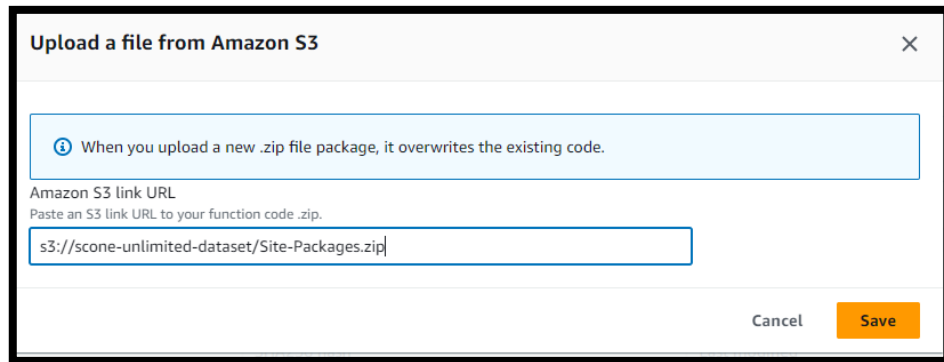 Upload a file from Amazon S3
When you upload a new .zip file package, it overwrites the existing code.
Amazon S3 link URL
Paste an S3 link URL to your function code .zip.
s3://scone-unlimited-dataset/Site-Packages.zip
Cancel Save